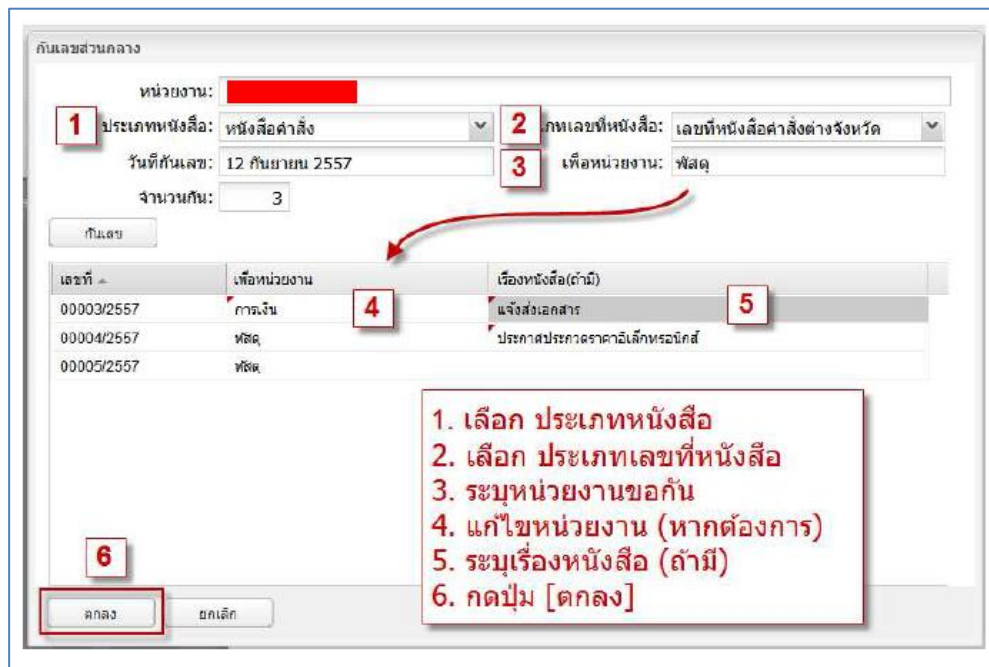 กันเลขส่วนกลาง
หน่วยงาน:
1 ประเภทหนังสือ: หนังสือคำสั่ง 2 ภทเลขที่หนังสือ: เลขที่หนังสือคำสั่งต่างจังหวัด
วันที่กันเลข: 12 กันยายน 2557 3 เพื่อหน่วยงาน: พัสดุ
จำนวนกัน: 3
กันเลข
เลขที่ เพื่อหน่วยงาน เรื่องหนังสือ(ถ้ามี)
00003/2557 การเงิน 4 แจ้งส่งเอกสาร 5
00004/2557 พัสดุ ประกาศประกวดราคาอิเล็กทรอนิกส์
00005/2557 พัสดุ
1. เลือก ประเภทหนังสือ
2. เลือก ประเภทเลขที่หนังสือ
3. ระบุหน่วยงานขอกัน
4. แก้ไขหน่วยงาน (หากต้องการ)
5. ระบุเรื่องหนังสือ (ถ้ามี)
6. กดปุ่ม [ตกลง]
6
ตกลง ยกเลิก